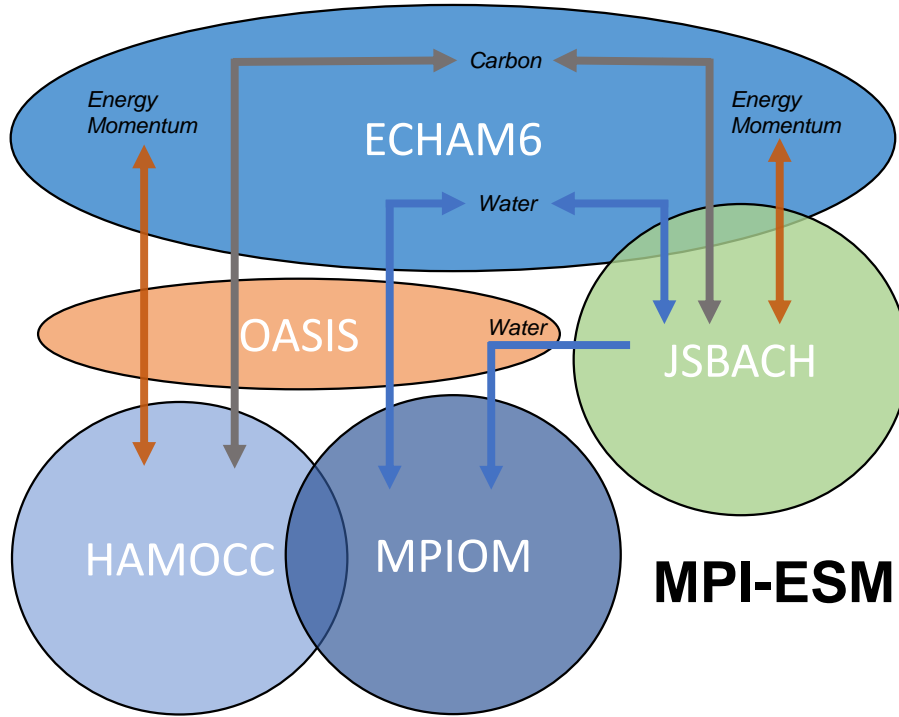 Carbon
Energy
Momentum
Energy
Momentum
ECHAM6
Water
OASIS
Water
JSBACH
HAMOCC
MPIOM
MPI-ESM